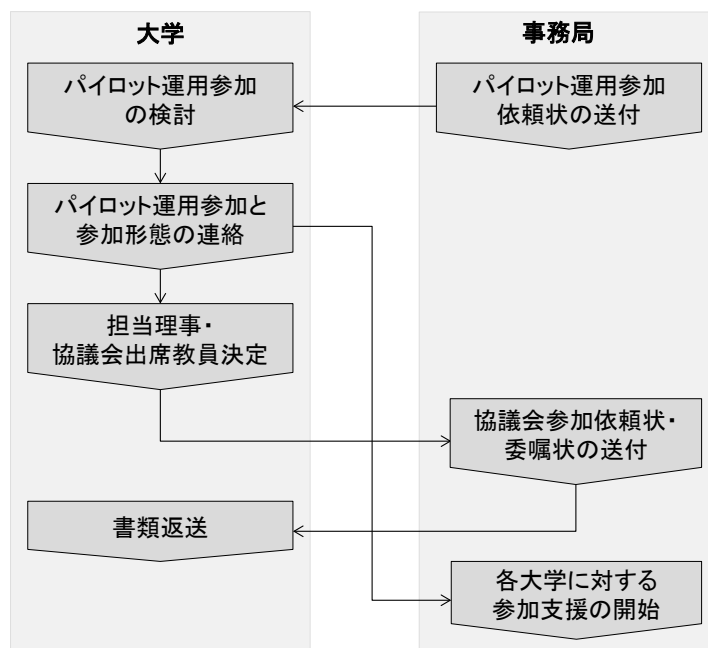 大学
事務局
パイロット運用参加
の検討
パイロット運用参加
依頼状の送付
パイロット運用参加と
参加形態の連絡
担当理事・
協議会出席教員決定
協議会参加依頼状・
委嘱状の送付
書類返送
各大学に対する
参加支援の開始